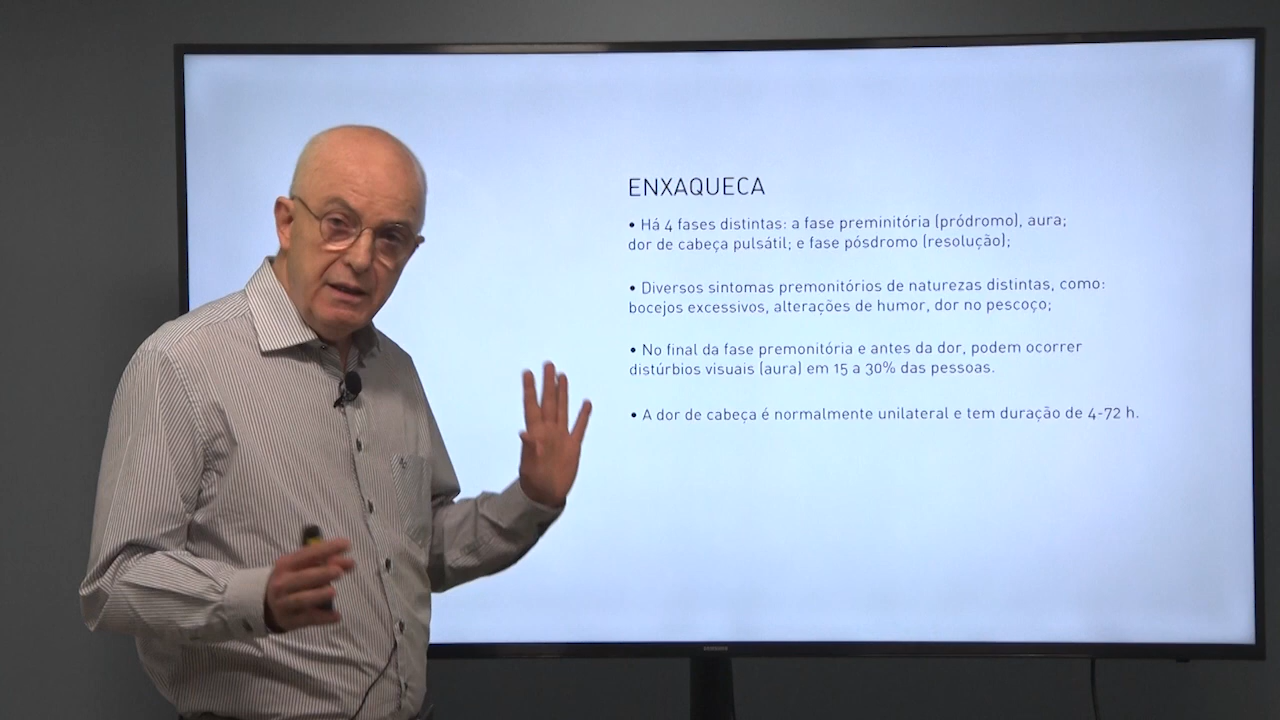 ENXAQUECA
• Há 4 fases distintas: a fase preminitória (pródromo), aura;
dor de cabeça pulsátil; e fase pósdromo (resolução);
• Diversos sintomas premonitórios de naturezas distintas, como:
bocejos excessivos, alterações de humor, dor no pescoço;
• No final da fase premonitória e antes da dor, podem ocorrer
distúrbios visuais (aura) em 15 a 30% das pessoas.
• A dor de cabeça é normalmente unilateral e tem duração de 4-72 h.
SAMSUNG